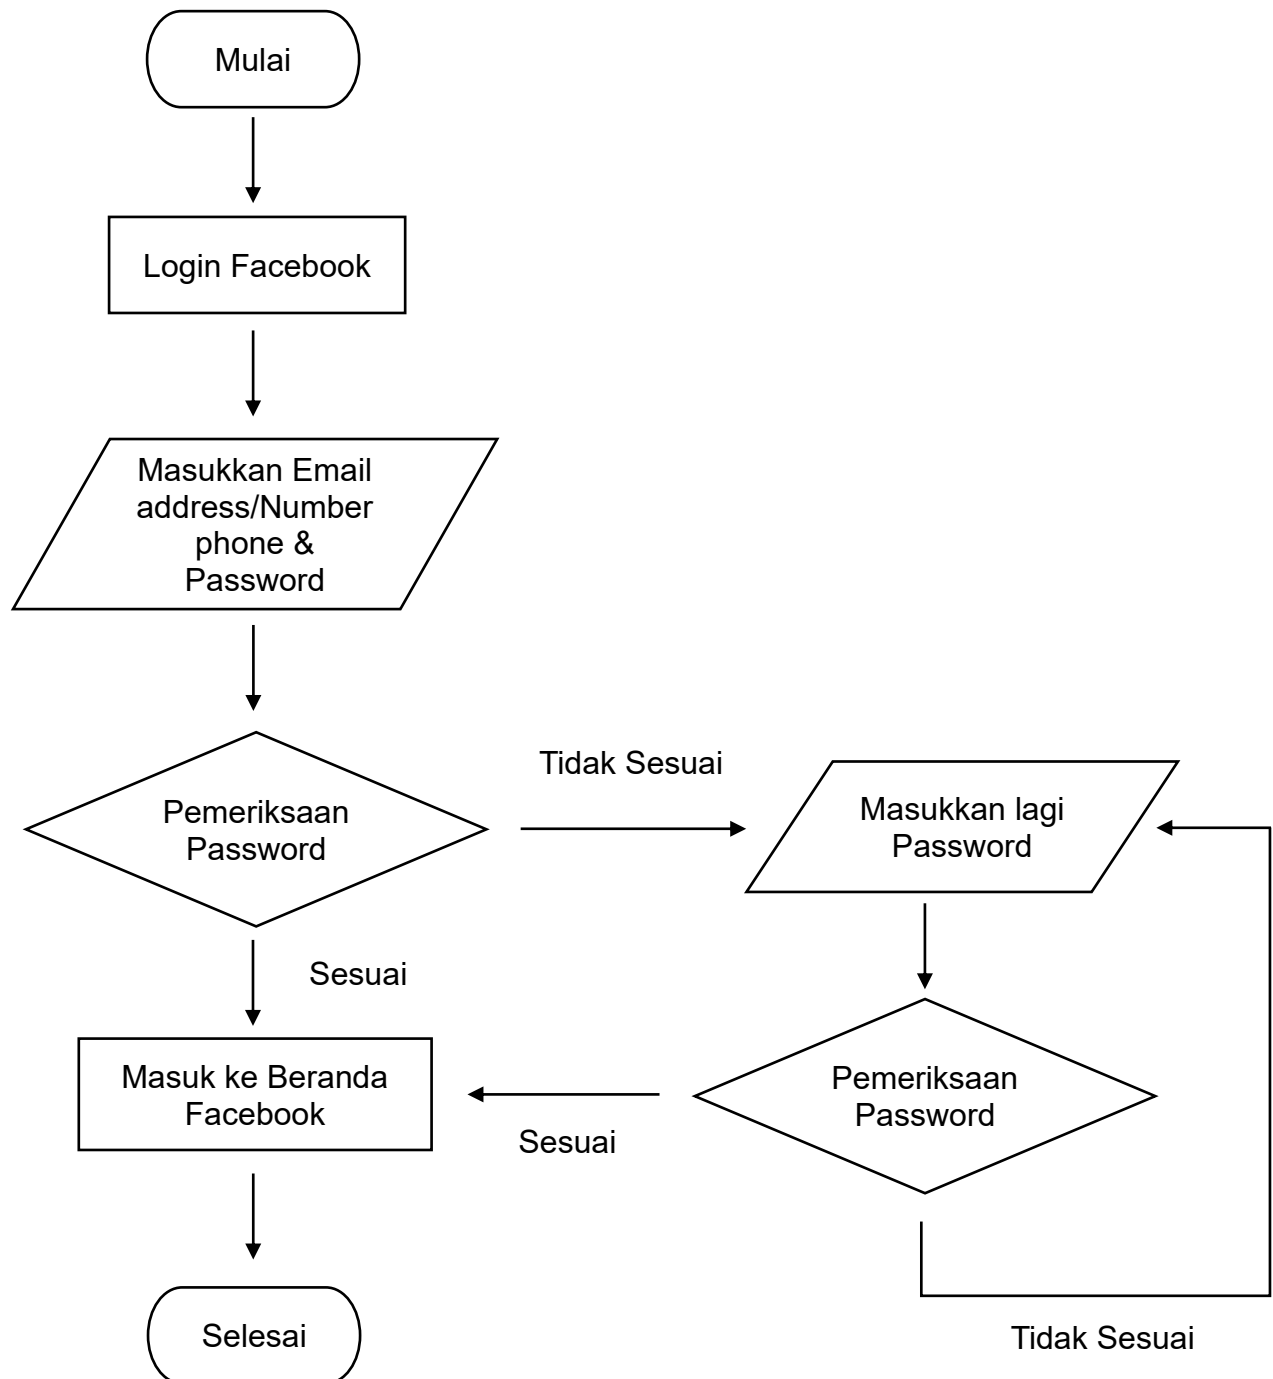 Mulai
Login Facebook
Masukkan Email
address/Number
phone &
Password
Pemeriksaan
Password
Tidak Sesuai
Masukkan lagi
Password
Sesuai
Masuk ke Beranda
Facebook
Sesuai
Pemeriksaan
Password
Selesai
Tidak Sesuai